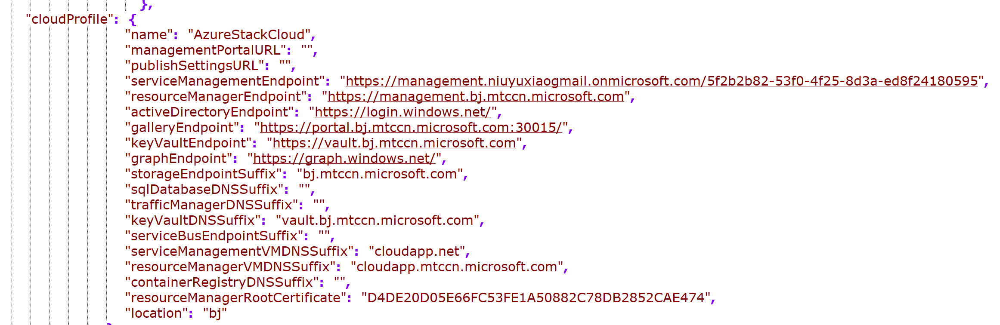 },
"cloudProfile": {
"name": "AzureStackCloud",
"managementPortalURL": "",
"publishSettingsURL": "",
"serviceManagementEndpoint": "https://management.niuyuxiaogmail.onmicrosoft.com/5f2b2b82-53f0-4f25-8d3a-ed8f24180595",
"resourceManagerEndpoint": "https://management.bj.mtccn.microsoft.com",
"activeDirectoryEndpoint": "https://login.windows.net/",
"galleryEndpoint": "https://portal.bj.mtccn.microsoft.com:30015/",
"keyVaultEndpoint": "https://vault.bj.mtccn.microsoft.com",
"graphEndpoint": "https://graph.windows.net/",
"storageEndpointSuffix": "bj.mtccn.microsoft.com",
"sqlDatabaseDNSSuffix": "",
"trafficManagerDNSSuffix": "",
"keyVaultDNSSuffix": "vault.bj.mtccn.microsoft.com",
"serviceBusEndpointSuffix": "",
"serviceManagementVMDNSSuffix": "cloudapp.net",
"resourceManagerVMDNSSuffix": "cloudapp.mtccn.microsoft.com",
"containerRegistryDNSSuffix": "",
"resourceManagerRootCertificate": "D4DE20D05E66FC53FE1A50882C78DB2852CAE474",
"location": "bj"
}